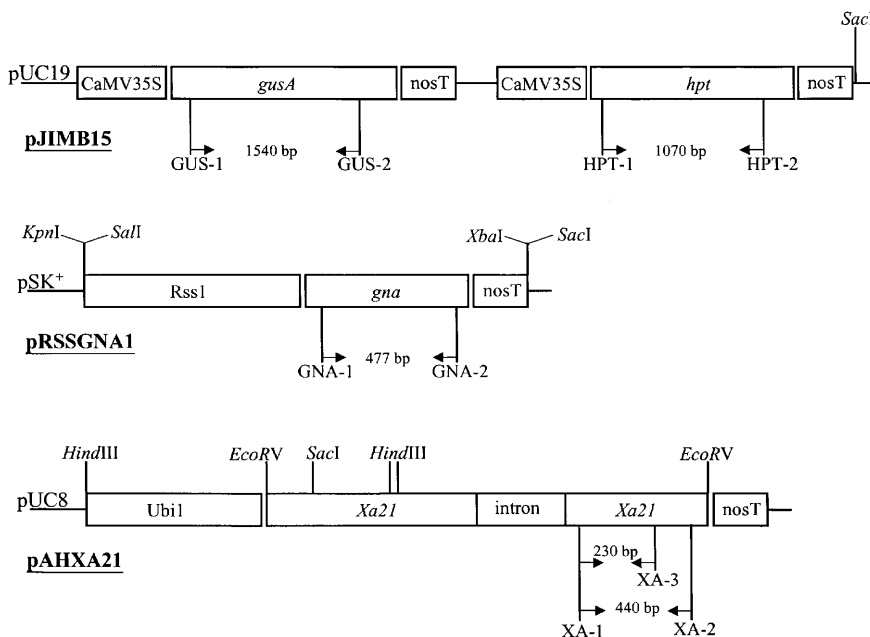 SacI
pUC19 CaMV35S gusA nosT CaMV35S hpt nosT
pJIMB15
GUS-1 1540 bp GUS-2 HPT-1 1070 bp HPT-2
KpnI SalI XbaI SacI
pSK+ Rss1 gna nosT
pRSSGNA1
GNA-1 477 bp GNA-2
HindIII EcoRV SacI HindIII EcoRV
pUC8 Ubi1 Xa21 intron Xa21 nosT
pAHXA21
230 bp
XA-3
440 bp
XA-1 XA-2